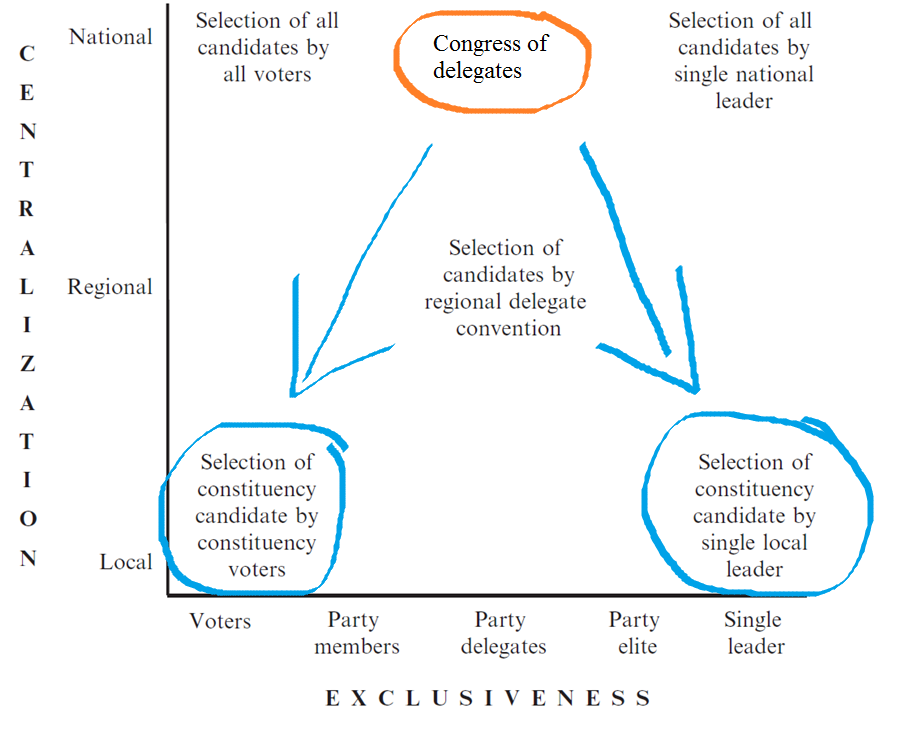 CENTRALIZATION
National
Selection of all
candidates by
all voters
Congress of
delegates
Selection of all
candidates by
single national
leader
Regional
Selection of
candidates by
regional delegate
convention
Local
Selection of
constituency
candidate by
constituency
voters
Selection of
constituency
candidate by
single local
leader
Voters
Party
members
Party
delegates
Party
elite
Single
leader
EXCLUSIVENESS